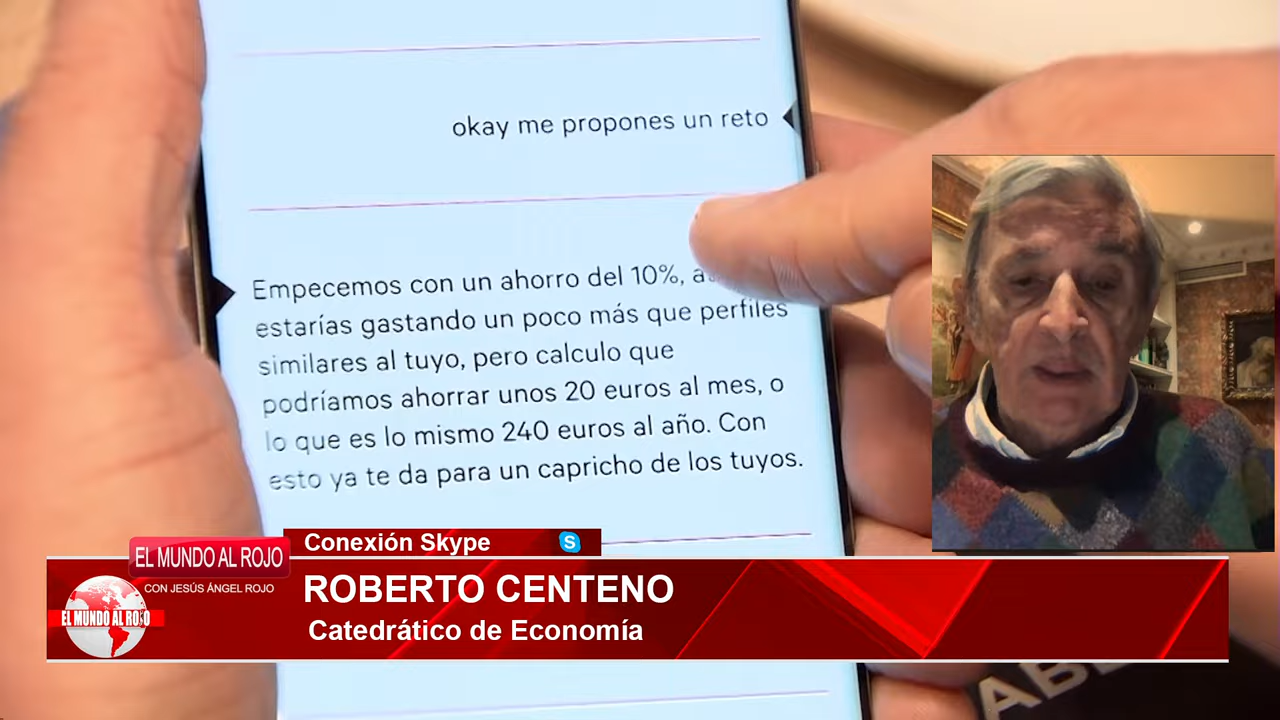 okay me propones un reto
Empecemos con un ahorro del 10%,
estarías gastando un poco más que perfiles
similares al tuyo, pero calculo que
podríamos ahorrar unos 20 euros al mes, o
lo que es lo mismo 240 euros al año. Con
esto ya te da para un capricho de los tuyos.
Conexión Skype
EL MUNDO AL ROJO
CON JESÚS ÁNGEL ROJO
EL MUNDO AL ROJO
ROBERTO CENTENO
Catedrático de Economía